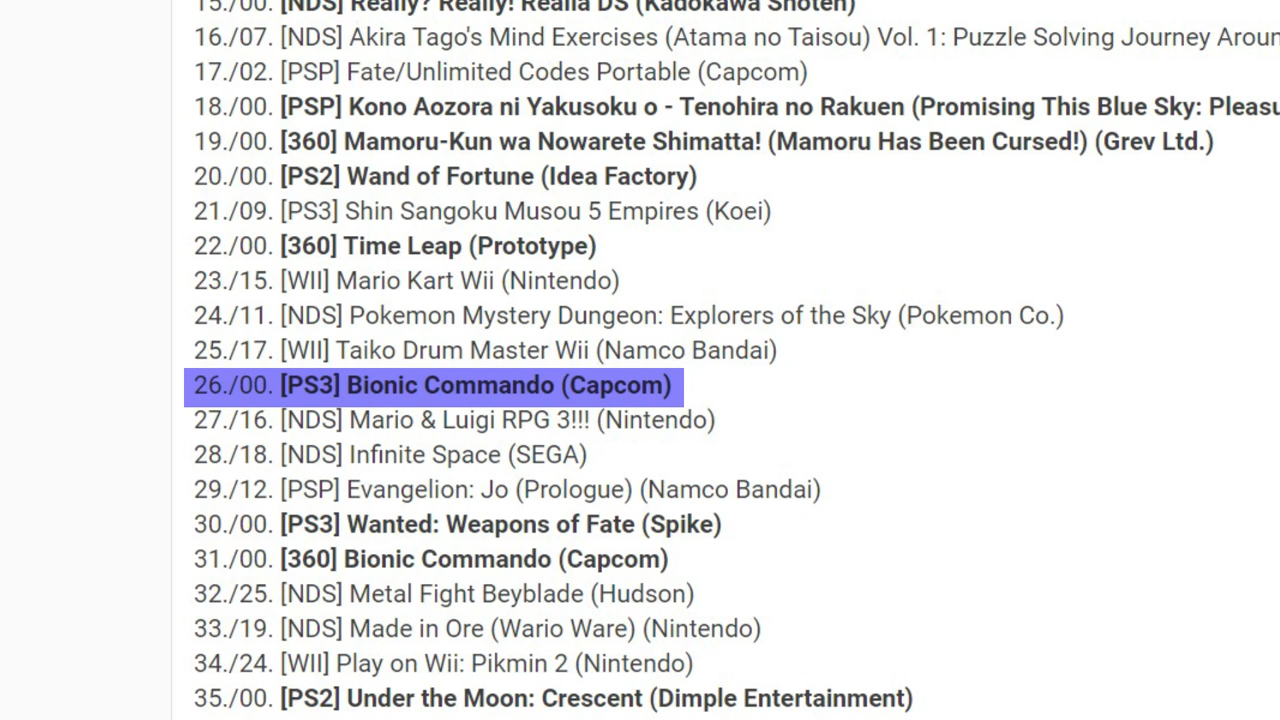 15./00. [NDS] Really? Really! Realia DS (Kadokawa Shoten)
16./07. [NDS] Akira Tago's Mind Exercises (Atama no Taisou) Vol. 1: Puzzle Solving Journey
17./02. [PSP] Fate/Unlimited Codes Portable (Capcom)
18./00. [PSP] Kono Aozora ni Yakusoku o - Tenohira no Rakuen (Promising This Blue Sky:
19./00. [360] Mamoru-Kun wa Nowarete Shimatta! (Mamoru Has Been Cursed!) (Grev Ltd.)
20./00. [PS2] Wand of Fortune (Idea Factory)
21./09. [PS3] Shin Sangoku Musou 5 Empires (Koei)
22./00. [360] Time Leap (Prototype)
23./15. [WII] Mario Kart Wii (Nintendo)
24./11. [NDS] Pokemon Mystery Dungeon: Explorers of the Sky (Pokemon Co.)
25./17. [WII] Taiko Drum Master Wii (Namco Bandai)
26./00. [PS3] Bionic Commando (Capcom)
27./16. [NDS] Mario & Luigi RPG 3!!! (Nintendo)
28./18. [NDS] Infinite Space (SEGA)
29./12. [PSP] Evangelion: Jo (Prologue) (Namco Bandai)
30./00. [PS3] Wanted: Weapons of Fate (Spike)
31./00. [360] Bionic Commando (Capcom)
32./25. [NDS] Metal Fight Beyblade (Hudson)
33./19. [NDS] Made in Ore (Wario Ware) (Nintendo)
34./24. [WII] Play on Wii: Pikmin 2 (Nintendo)
35./00. [PS2] Under the Moon: Crescent (Dimple Entertainment)